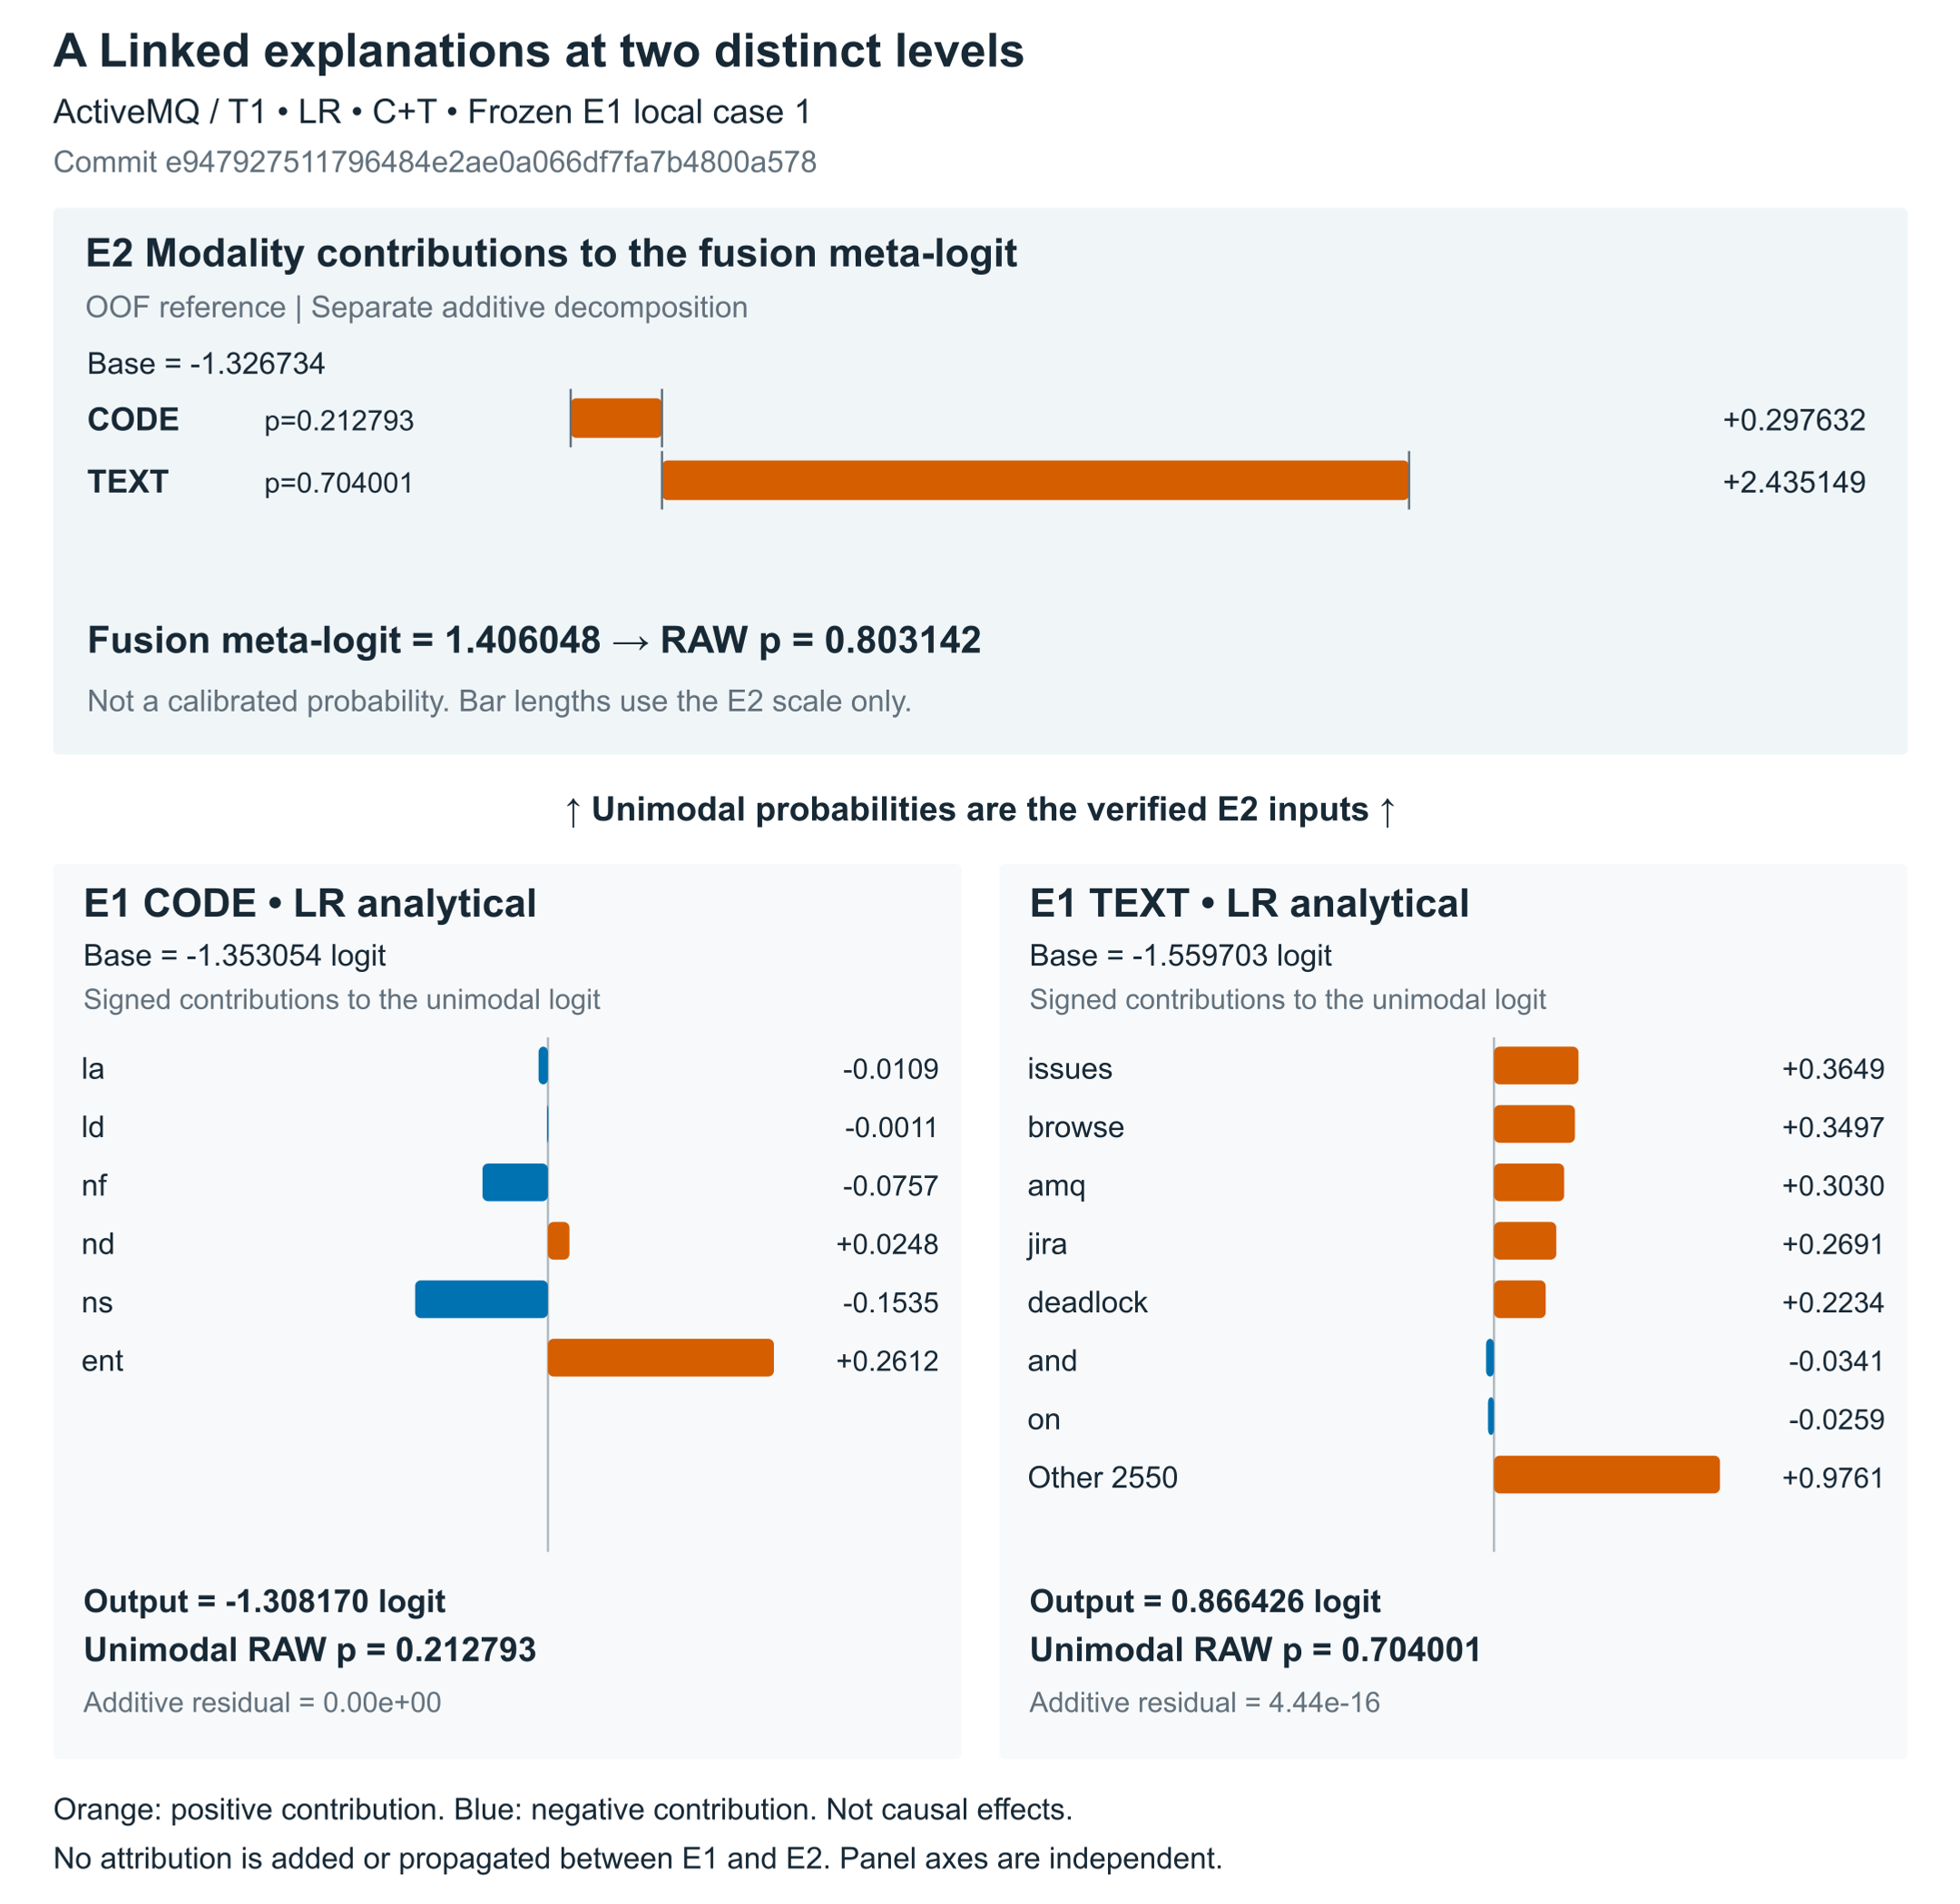 A Linked explanations at two distinct levels
ActiveMQ / T1 • LR • C+T • Frozen E1 local case 1
Commit e947927511796484e2ae0a066df7fa7b4800a578
E2 Modality contributions to the fusion meta-logit
OOF reference | Separate additive decomposition
Base = -1.326734
CODE p=0.212793 +0.297632
TEXT p=0.704001 +2.435149
Fusion meta-logit = 1.406048 → RAW p = 0.803142
Not a calibrated probability. Bar lengths use the E2 scale only.
↑ Unimodal probabilities are the verified E2 inputs ↑
E1 CODE • LR analytical
Base = -1.353054 logit
Signed contributions to the unimodal logit
la -0.0109
ld -0.0011
nf -0.0757
nd +0.0248
ns -0.1535
ent +0.2612
Output = -1.308170 logit
Unimodal RAW p = 0.212793
Additive residual = 0.00e+00
E1 TEXT • LR analytical
Base = -1.559703 logit
Signed contributions to the unimodal logit
issues +0.3649
browse +0.3497
amq +0.3030
jira +0.2691
deadlock +0.2234
and -0.0341
on -0.0259
Other 2550 +0.9761
Output = 0.866426 logit
Unimodal RAW p = 0.704001
Additive residual = 4.44e-16
Orange: positive contribution. Blue: negative contribution. Not causal effects.
No attribution is added or propagated between E1 and E2. Panel axes are independent.